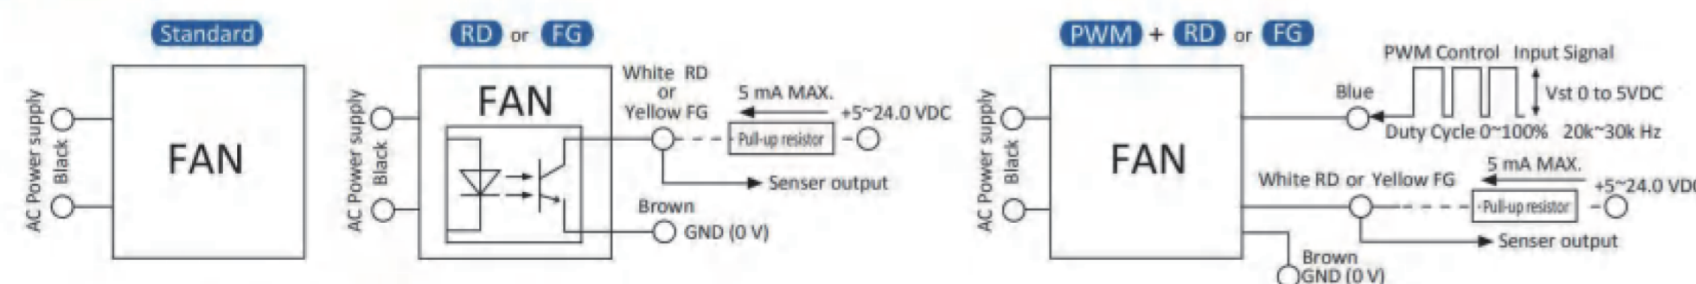 Standard
AC Power supply
Black
FAN
RD or FG
AC Power supply
Black
FAN
White RD
or
Yellow FG
5 mA MAX.
+5~24.0 VDC
Pull-up resistor
Senser output
Brown
GND (0 V)
PWM + RD or FG
AC Power supply
Black
FAN
PWM Control Input Signal
Blue
Vst 0 to 5VDC
Duty Cycle 0~100% 20k~30k Hz
White RD or Yellow FG
5 mA MAX.
+5~24.0 VDC
Pull-up resistor
Senser output
Brown
GND (0 V)